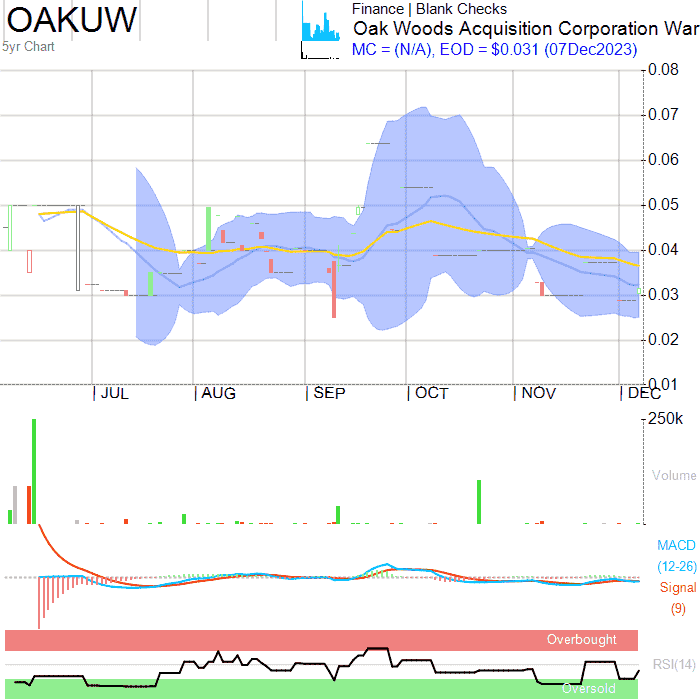 OAKUW
5yr Chart
Finance | Blank Checks
Oak Woods Acquisition Corporation War
MC = (N/A), EOD = $0.031 (07Dec2023)
0.08
0.07
0.06
0.05
0.04
0.03
0.02
0.01
JUL AUG SEP OCT NOV DEC
250k
Volume
MACD
(12-26)
Signal
(9)
Overbought
RSI(14)
Oversold